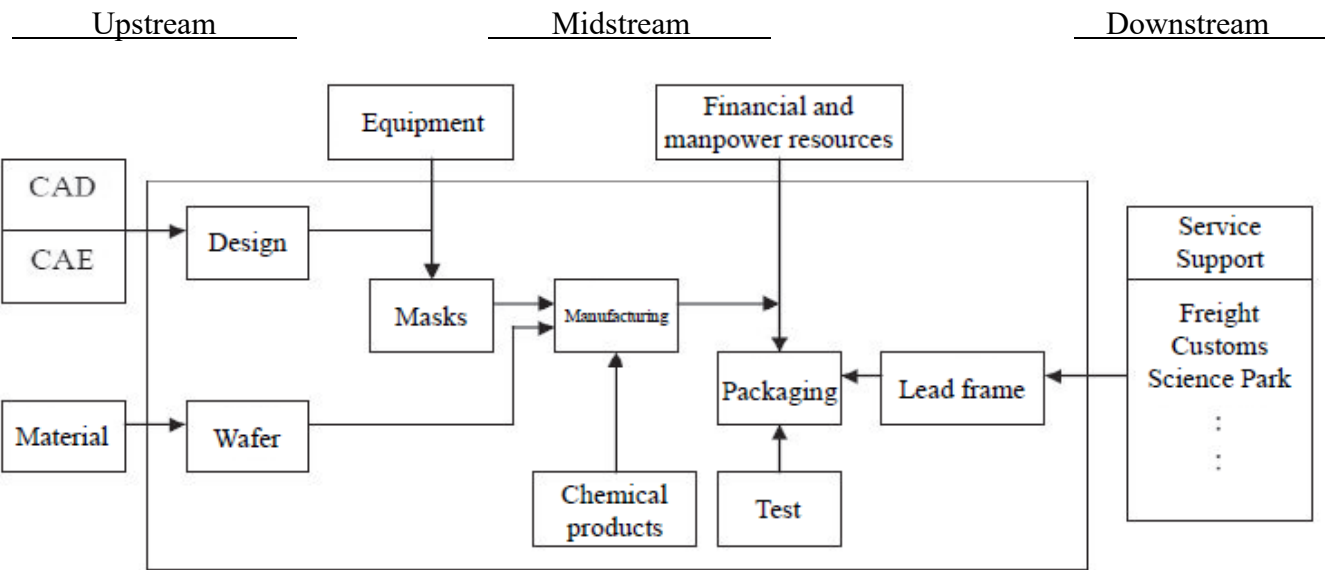 Upstream
Midstream
Downstream
Equipment
Financial and
manpower resources
CAD
CAE
Design
Service
Support
Masks
Manufacturing
Freight
Customs
Science Park
:
:
Packaging
Lead frame
Material
Wafer
Chemical
products
Test